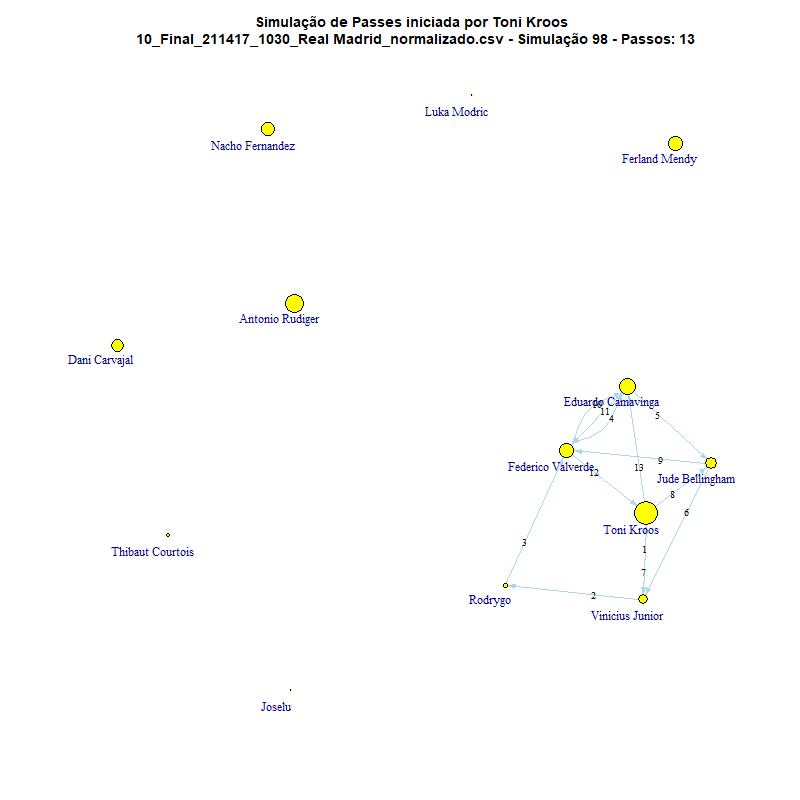 Simulação de Passes iniciada por Toni Kroos
10_Final_211417_1030_Real Madrid_normalizado.csv - Simulação 98 - Passos: 13
Luka Modric
Nacho Fernandez
Ferland Mendy
Antonio Rudiger
Dani Carvajal
Eduardo Camavinga
10
11
4
5
9
Federico Valverde
13
12
Jude Bellingham
8
6
Toni Kroos
3
1
Thibaut Courtois
7
2
Rodrygo
Vinicius Junior
Joselu